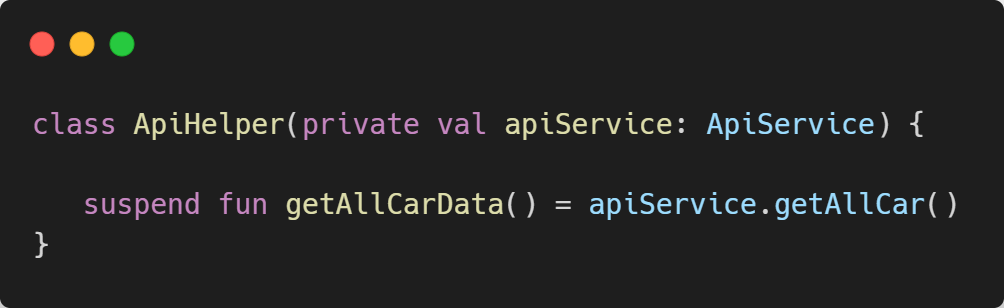 class ApiHelper(private val apiService: ApiService) {
suspend fun getAllCarData() = apiService.getAllCar()
}